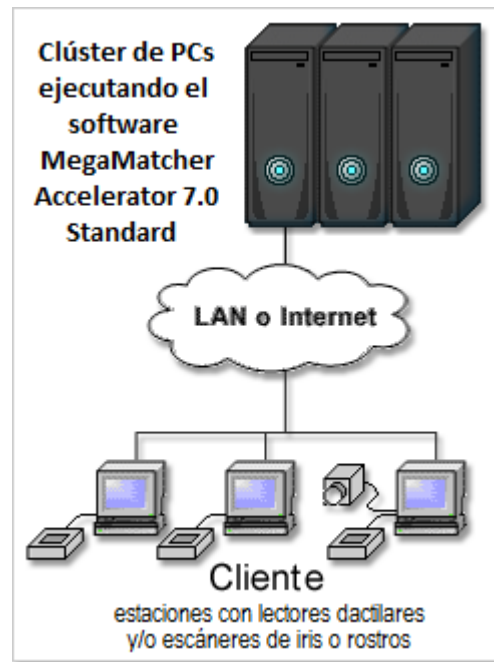 Clúster de PCs
ejecutando el
software
MegaMatcher
Accelerator 7.0
Standard
LAN o Internet
Cliente
estaciones con lectores dactilares
y/o escáneres de iris o rostros